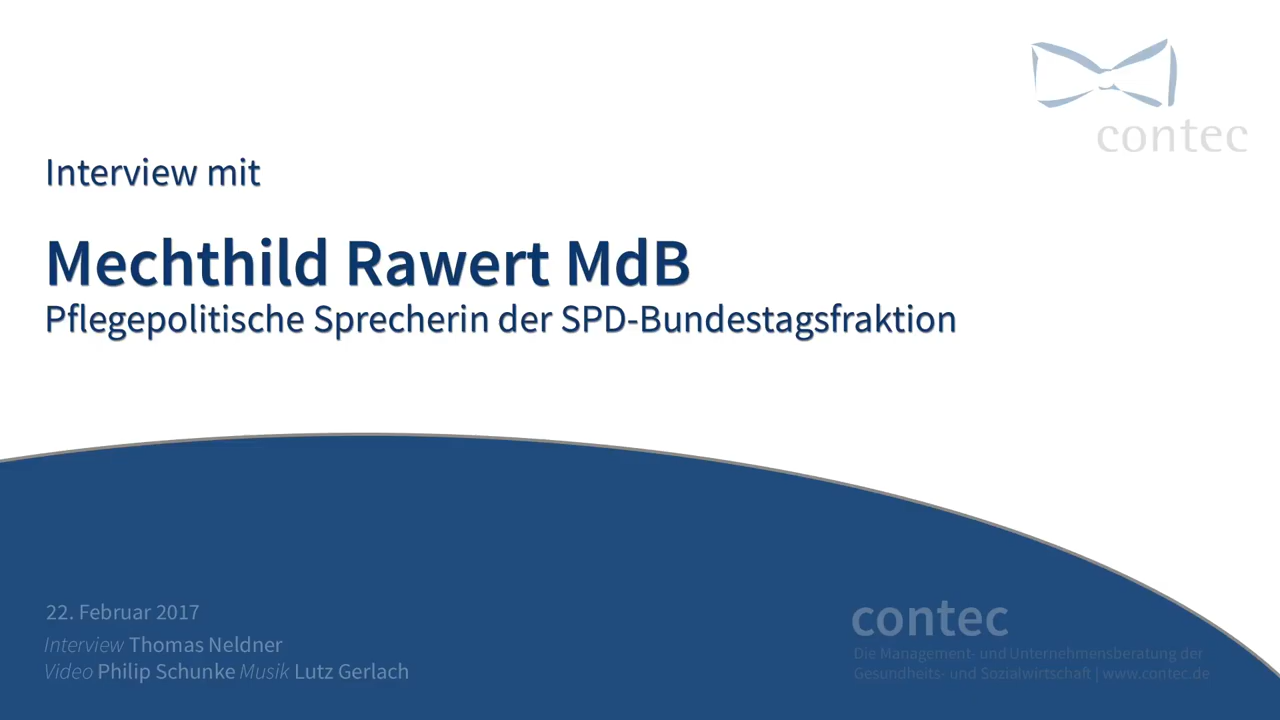 contec
Interview mit
Mechthild Rawert MdB
Pflegepolitische Sprecherin der SPD-Bundestagsfraktion
22. Februar 2017
Interview Thomas Neldner
Video Philip Schunke Musik Lutz Gerlach
contec
Die Management- und Unternehmensberatung der
Gesundheits- und Sozialwirtschaft | www.contec.de